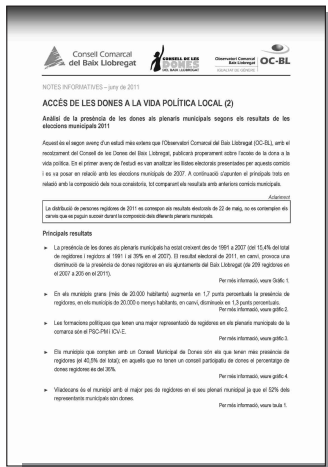 Consell Comarcal
del Baix Llobregat
CONSELL DE LES
DONES
DEL BAIX LLOBREGAT
Observatori Comarcal
Baix Llobregat
IGUALTAT DE GÈNERE
OC-BL
NOTES INFORMATIVES – juny de 2011
ACCÉS DE LES DONES A LA VIDA POLÍTICA LOCAL (2)
Anàlisi de la presència de les dones als plenaris municipals segons els resultats de les
eleccions municipals 2011
Aquest és el segon avenç d'un estudi més extens que l'Observatori Comarcal del Baix Llobregat (OC-BL), amb el
recolzament del Consell de les Dones del Baix Llobregat, publicarà properament sobre l'accés de la dona a la
vida política. En el primer avenç de l'estudi es van analitzar les llistes electorals presentades per aquests comicis
i es va posar en relació amb les eleccions municipals de 2007. A continuació s'apunten el principals trets en
relació amb la composició dels nous consistoris, tot comparant els resultats amb anteriors comicis municipals.
Aclariment
La distribució de persones regidores de 2011 es correspon als resultats electorals de 22 de maig, no es contemplen els
canvis que es puguin succeir durant la composició dels diferents plenaris municipals.
Principals resultats
➤ La presència de les dones als plenaris municipals ha estat creixent des de 1991 a 2007 (del 15,4% del total
de regidores i regidors al 1991 i al 39% en el 2007). El resultat electoral de 2011, en canvi, provoca una
disminució de la presència de dones regidores en els ajuntaments del Baix Llobregat (de 209 regidores en
el 2007 a 205 en el 2011).
Per més informació, veure Gràfic 1.
➤ En els municipis grans (més de 20.000 habitants) augmenta en 1,7 punts percentuals la presència de
regidores, en els municipis de 20.000 o menys habitants, en canvi, disminueix en 1,3 punts percentuals.
Per més informació, veure gràfic 2.
➤ Les formacions polítiques que tenen una major representació de regidores en els plenaris municipals de la
comarca són el PSC-PM i ICV-E.
Per més informació, veure gràfic 3.
➤ Els municipis que compten amb un Consell Municipal de Dones són els que tenen més presència de
regidores (el 40,5% del total); en aquells que no tenen un consell participatiu de dones el percentatge de
dones regidores és del 36%.
Per més informació, veure gràfic 4.
➤ Viladecans és el municipi amb el major pes de regidores en el seu plenari municipal ja que el 52% dels
representants municipals són dones.
Per més informació, veure taula 1.